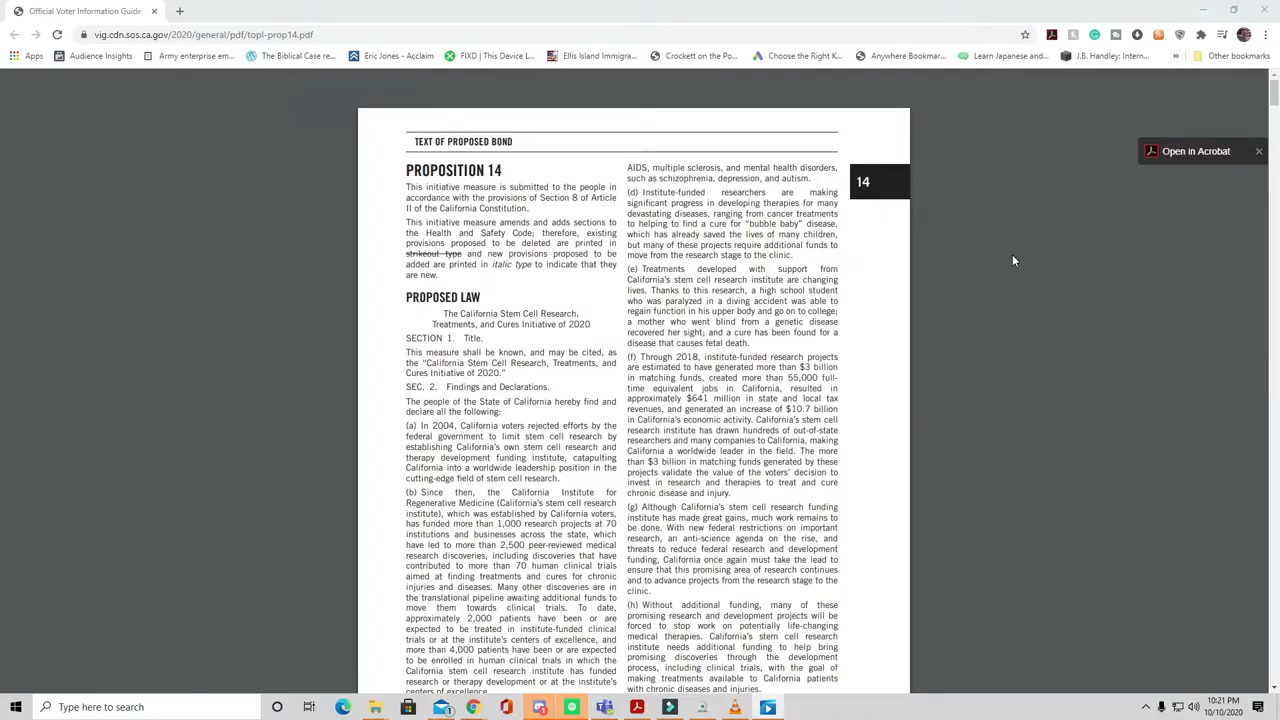 Official Voter Information Guide
vig.cdn.sos.ca.gov/2020/general/pdf/topl-prop14.pdf
Apps
Audience Insights
Army enterprise em...
The Biblical Case re...
Eric Jones - Acclaim
FIXD | This Device L...
Ellis Island Immigra...
Crockett on the Po...
Choose the Right K...
Anywhere Bookmar...
Learn Japanese and...
J.B. Handley: Intern...
Other bookmarks
Open in Acrobat
TEXT OF PROPOSED BOND
14
PROPOSITION 14
This initiative measure is submitted to the people in
accordance with the provisions of Section 8 of Article
II of the California Constitution.
This initiative measure amends and adds sections to
the Health and Safety Code; therefore, existing
provisions proposed to be deleted are printed in
strikeout type and new provisions proposed to be
added are printed in italic type to indicate that they
are new.
PROPOSED LAW
The California Stem Cell Research,
Treatments, and Cures Initiative of 2020
SECTION 1. Title.
This measure shall be known, and may be cited, as
the “California Stem Cell Research, Treatments, and
Cures Initiative of 2020.”
SEC. 2. Findings and Declarations.
The people of the State of California hereby find and
declare all the following:
(a) In 2004, California voters rejected efforts by the
federal government to limit stem cell research by
establishing California’s own stem cell research and
therapy development funding institute, catapulting
California into a worldwide leadership position in the
cutting-edge field of stem cell research.
(b) Since then, the California Institute for
Regenerative Medicine (California’s stem cell research
institute), which was established by California voters,
has funded more than 1,000 research projects at 70
institutions and businesses across the state, which
have led to more than 2,500 peer-reviewed medical
research discoveries, including discoveries that have
contributed to more than 70 human clinical trials
aimed at finding treatments and cures for chronic
injuries and diseases. Many other discoveries are in
the translational pipeline awaiting additional funds to
move them towards clinical trials. To date,
approximately 2,000 patients have been or are
expected to be treated in institute-funded clinical
trials or at the institute’s centers of excellence, and
more than 4,000 patients have been or are expected
to be enrolled in human clinical trials in which the
California stem cell research institute has funded
research or therapy development or at the institute’s
centers of excellence.
AIDS, multiple sclerosis, and mental health disorders,
such as schizophrenia, depression, and autism.
(d) Institute-funded researchers are making
significant progress in developing therapies for many
devastating diseases, ranging from cancer treatments
to helping to find a cure for “bubble baby” disease,
which has already saved the lives of many children,
but many of these projects require additional funds to
move from the research stage to the clinic.
(e) Treatments developed with support from
California’s stem cell research institute are changing
lives. Thanks to this research, a high school student
who was paralyzed in a diving accident was able to
regain function in his upper body and go on to college;
a mother who went blind from a genetic disease
recovered her sight; and a cure has been found for a
disease that causes fetal death.
(f) Through 2018, institute-funded research projects
are estimated to have generated more than $3 billion
in matching funds, created more than 55,000 full-
time equivalent jobs in California, resulted in
approximately $641 million in state and local tax
revenues, and generated an increase of $10.7 billion
in California’s economic activity. California’s stem cell
research institute has drawn hundreds of out-of-state
researchers and many companies to California, making
California a worldwide leader in the field. The more
than $3 billion in matching funds generated by these
projects validate the value of the voters’ decision to
invest in research and therapies to treat and cure
chronic disease and injury.
(g) Although California’s stem cell research funding
institute has made great gains, much work remains to
be done. With new federal restrictions on important
research, an anti-science agenda on the rise, and
threats to reduce federal research and development
funding, California once again must take the lead to
ensure that this promising area of research continues
and to advance projects from the research stage to the
clinic.
(h) Without additional funding, many of these
promising research and development projects will be
forced to stop work on potentially life-changing
medical therapies. California’s stem cell research
institute needs additional funding to help bring
promising discoveries through the development
process, including clinical trials, with the goal of
making treatments available to California patients
with chronic diseases and injuries.
Type here to search
10:21 PM
10/10/2020